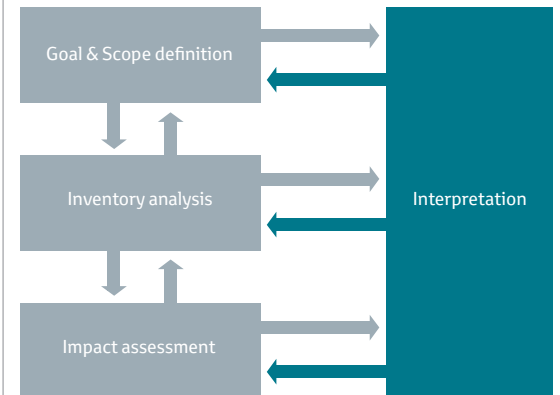 Goal & Scope definition
Inventory analysis
Interpretation
Impact assessment